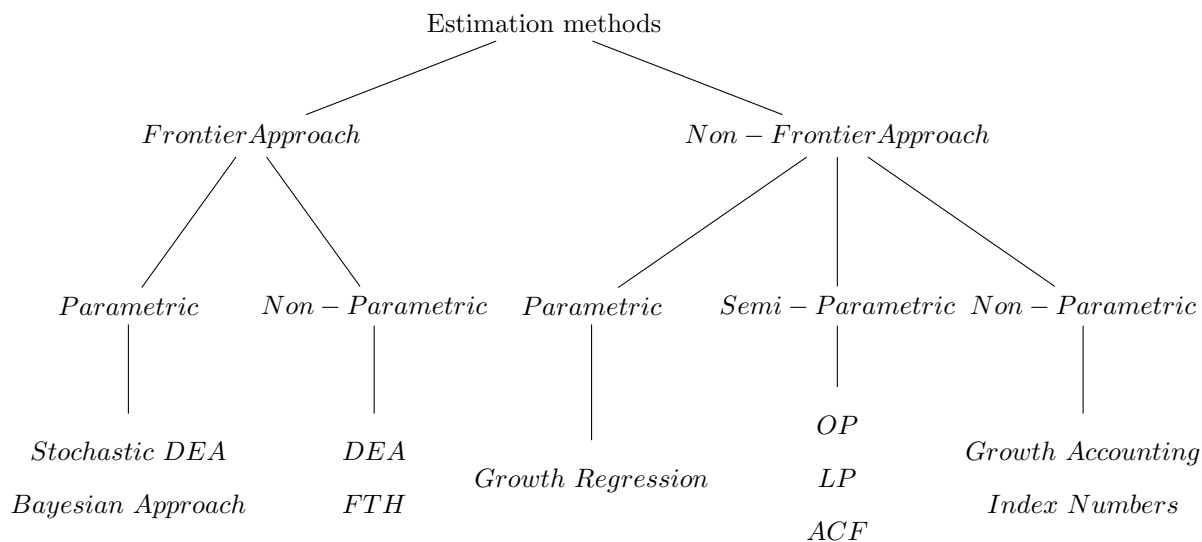 Estimation methods
FrontierApproach
Non − FrontierApproach
Parametric
Non − Parametric
Parametric
Semi − Parametric
Non − Parametric
Stochastic DEA
Bayesian Approach
DEA
FTH
Growth Regression
OP
LP
ACF
Growth Accounting
Index Numbers